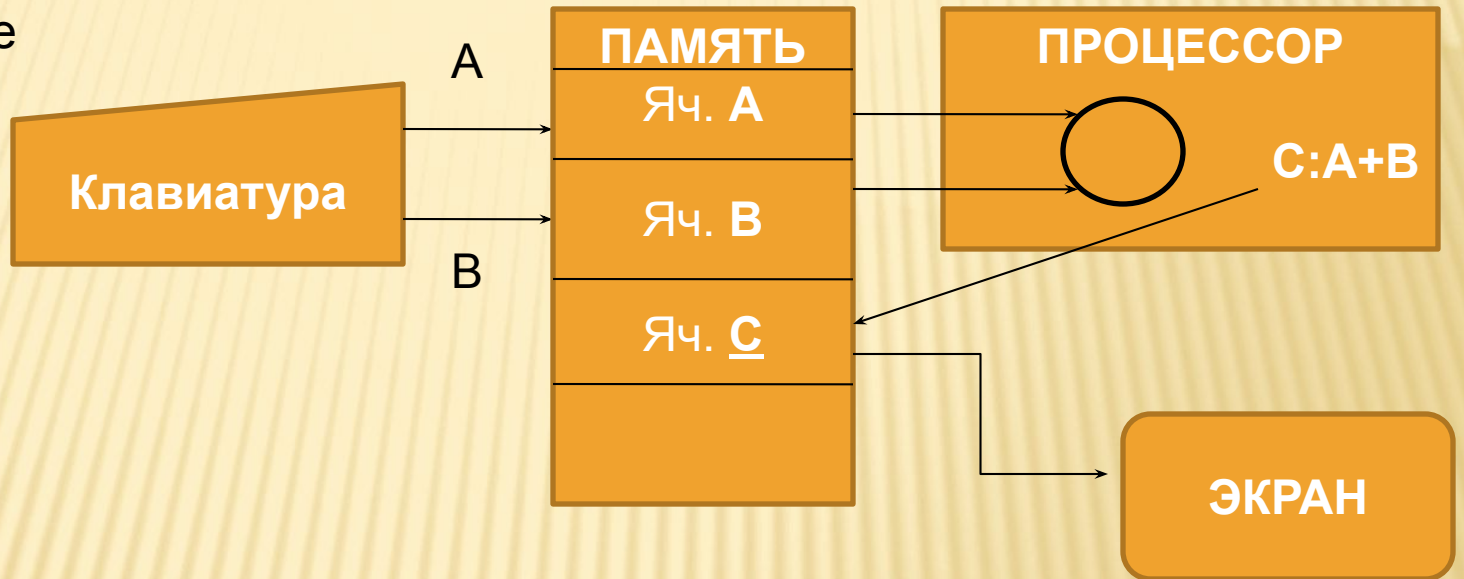 е
А
В
Клавиатура
ПАМЯТЬ
Яч. А
Яч. В
Яч. С
ПРОЦЕССОР
С:А+В
ЭКРАН